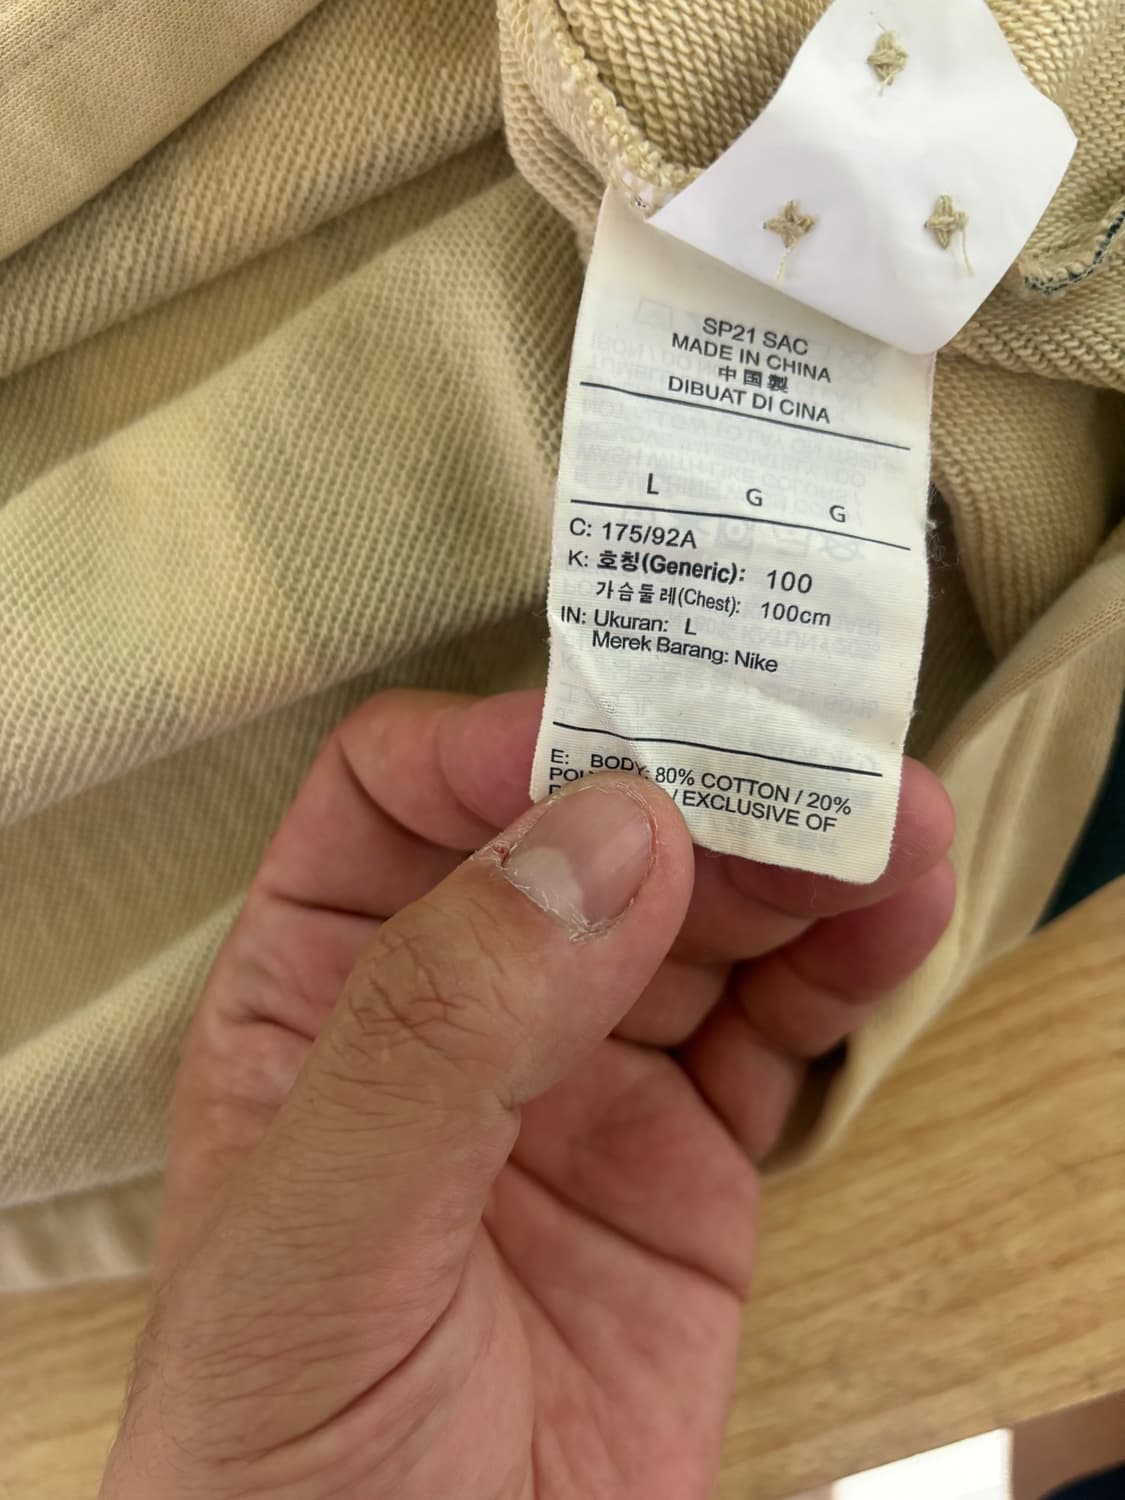 SP21 SAC
MADE IN CHINA
中国製
DIBUAT DI CINA
L G G
C: 175/92A
K: 호칭(Generic): 100
가슴둘레(Chest): 100cm
IN: Ukuran: L
Merek Barang: Nike
E: BODY: 80% COTTON / 20%
/ EXCLUSIVE OF